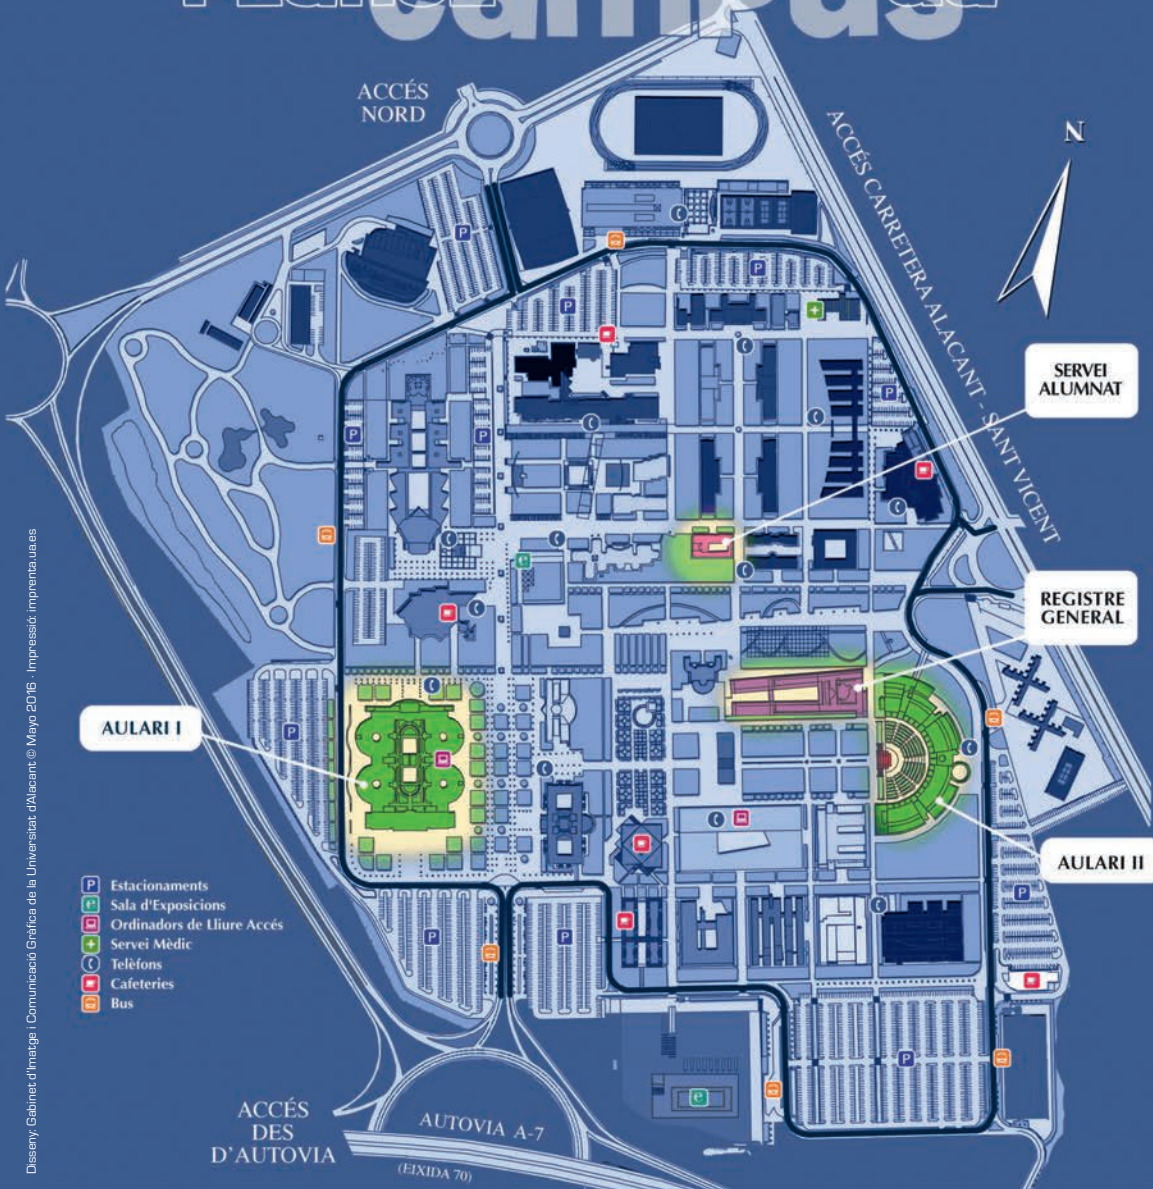 campus
ACCÉS
NORD
ACCÉS CARRETERA ALACANT - SANT VICENT
N
SERVEI
ALUMNAT
REGISTRE
GENERAL
AULARI I
AULARI II
P Estacionaments
e Sala d'Exposicions
Ordinadors de Lliure Accés
Servei Mèdic
Telèfons
Cafeteries
Bus
ACCÉS
DES
D'AUTOVIA
AUTOVIA A-7
(EIXIDA 70)
Disseny: Gabinet d'Imatge i Comunicació Gràfica de la Universitat d'Alacant © Mayo 2016 · Impressió: imprenta.ua.es